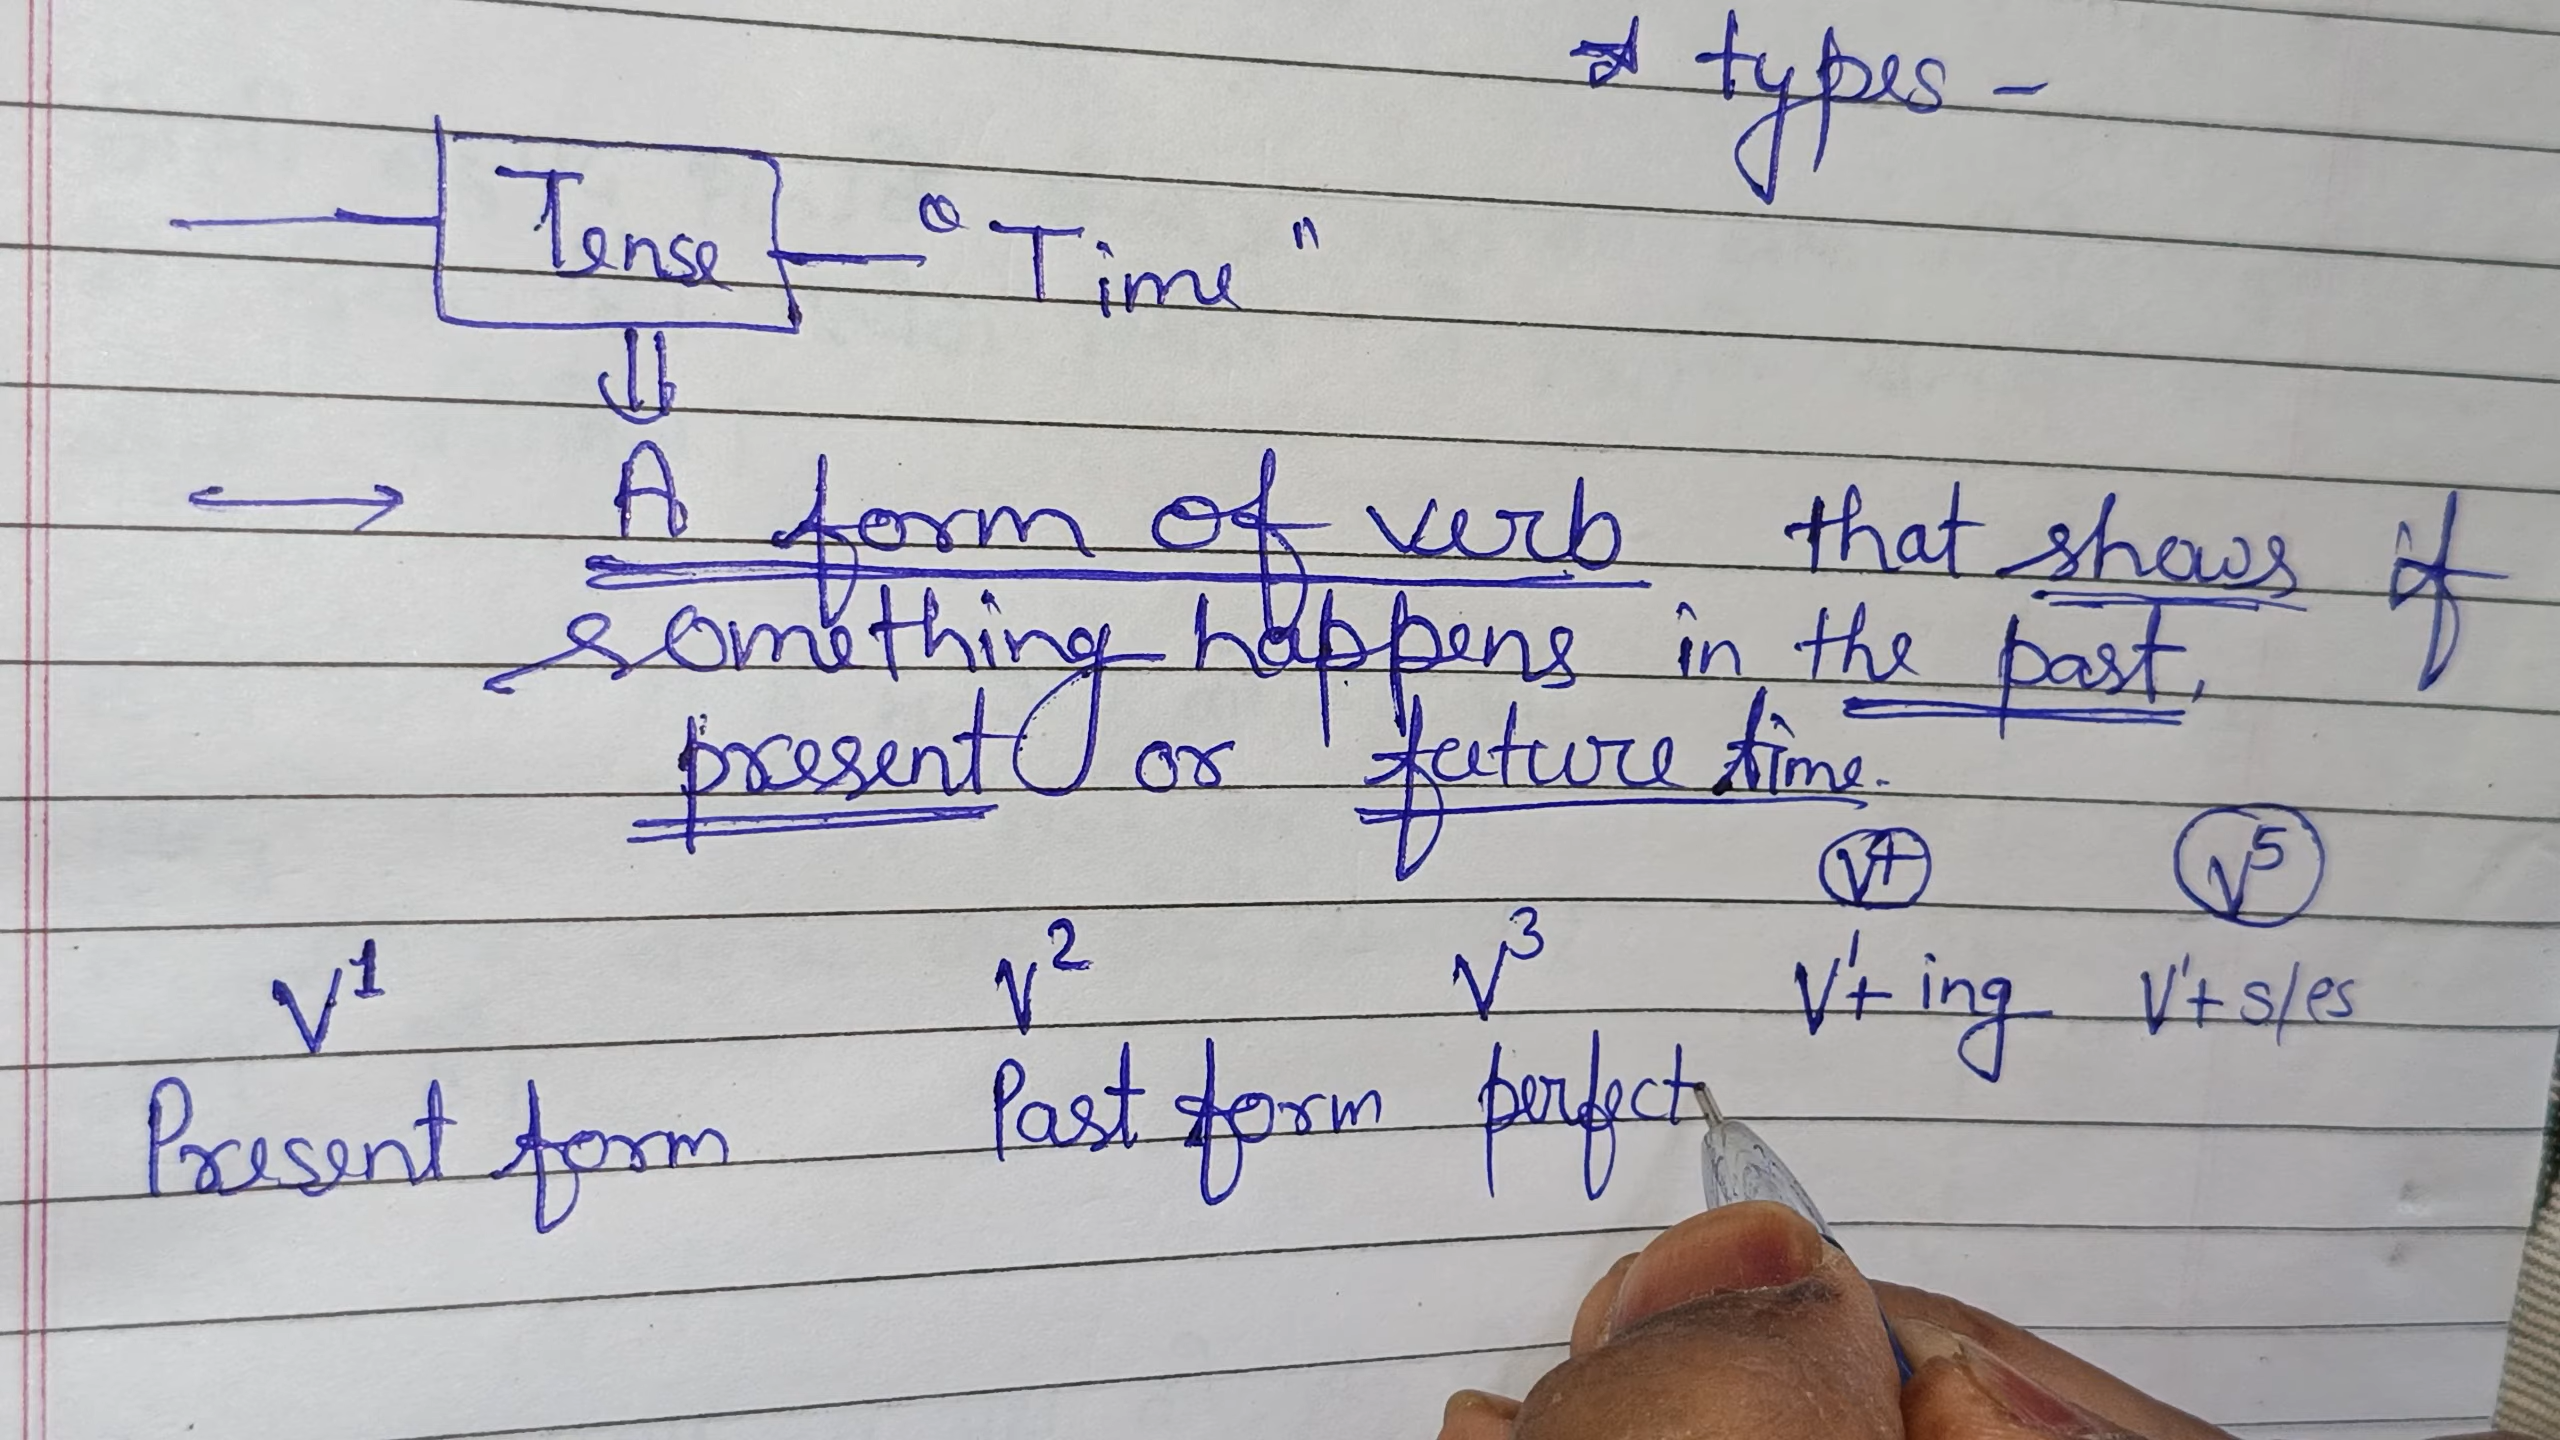 types -
Tense — "Time"
A form of verb that shows if
something happens in the past,
present or future time.
V4 V5
V1 V2 V3 V1+ ing V1+ s/es
Present form Past form perfect